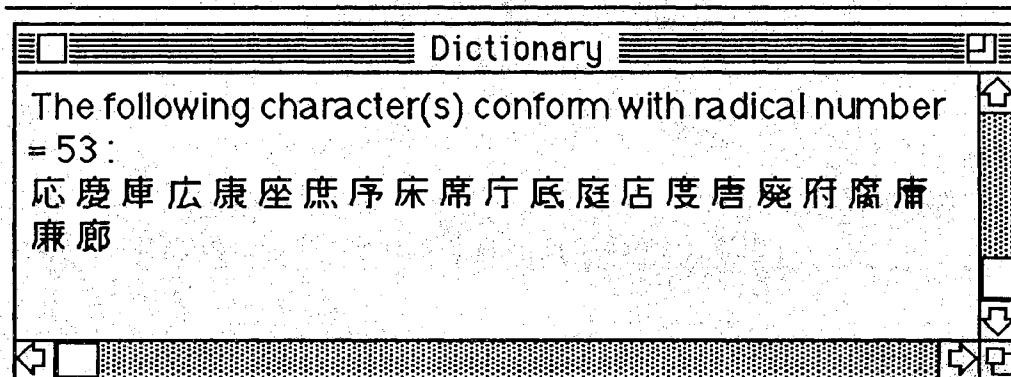 Dictionary
The following character(s) conform with radical number
= 53 :
応 慶 庫 広 康 座 庶 序 床 席 庁 底 庭 店 度 唐 廃 府 腐 庸
廉 廊